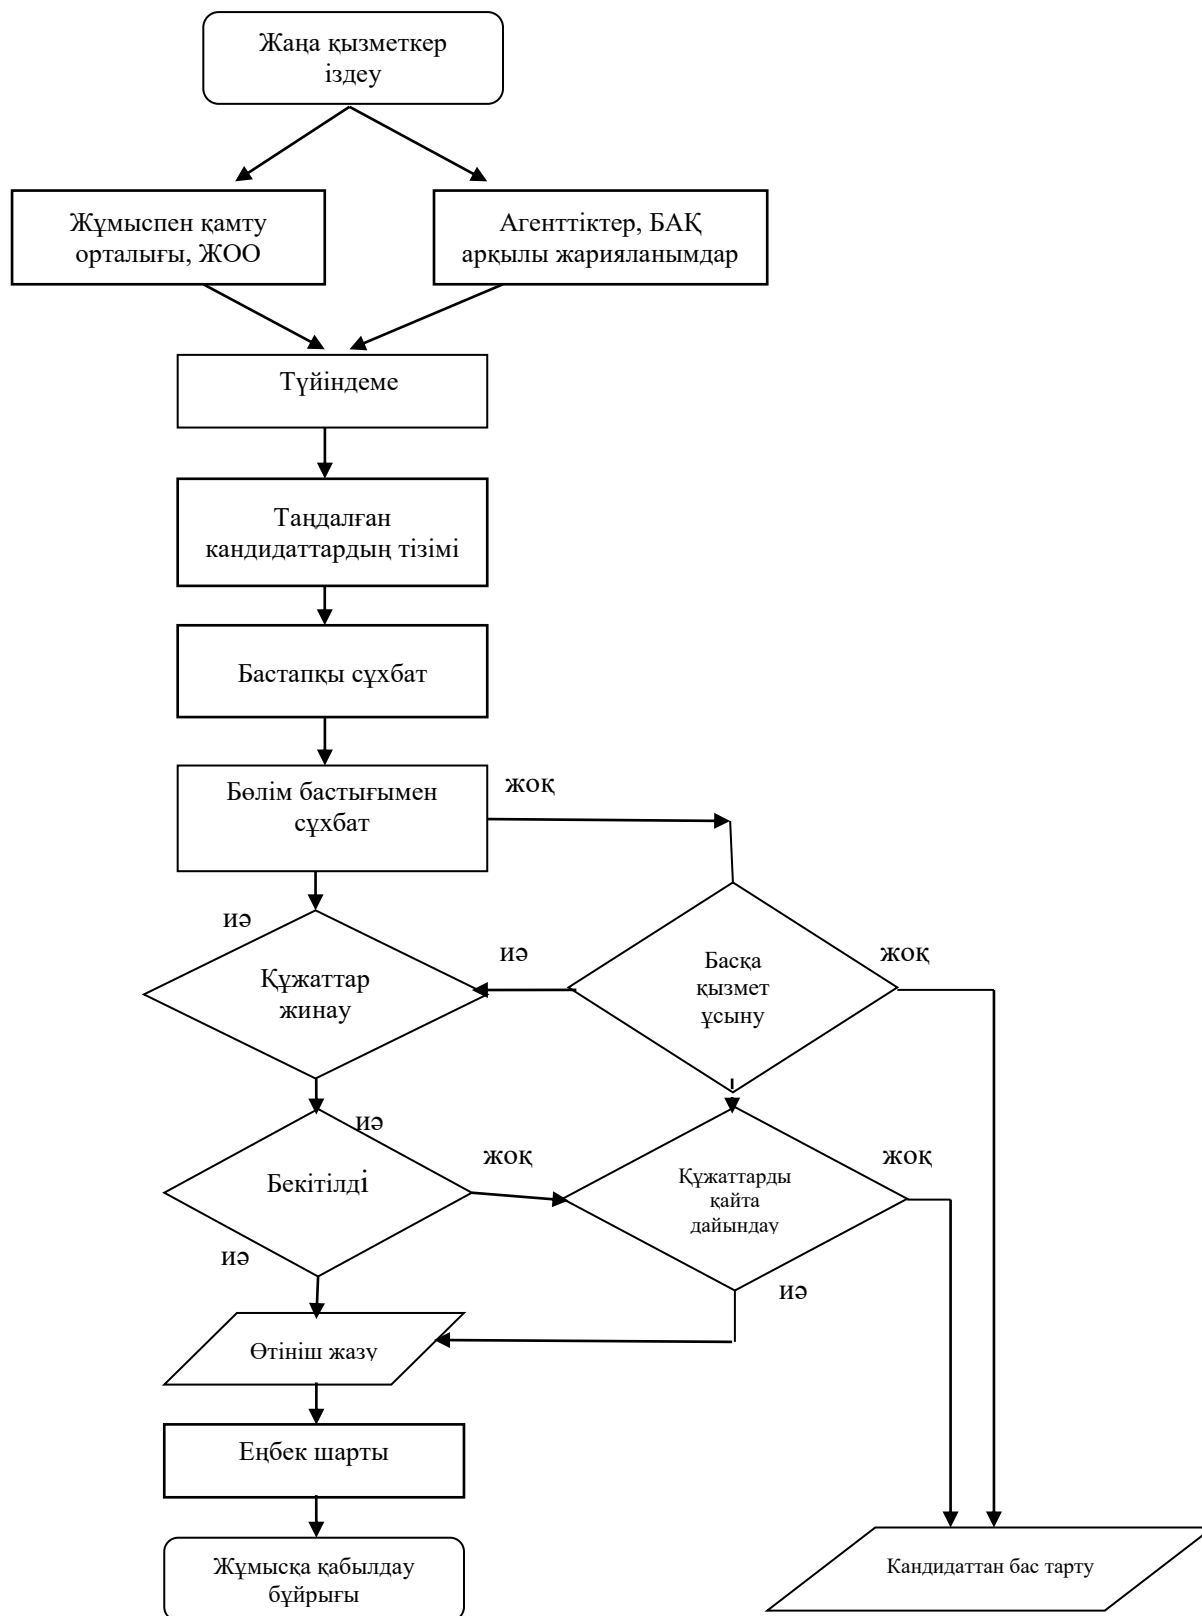 Жаңа қызметкер
іздеу
Жұмыспен қамту
орталығы, ЖОО
Агенттіктер, БАҚ
арқылы жарияланымдар
Түйіндеме
Таңдалған
кандидаттардың тізімі
Бастапқы сұхбат
Бөлім бастығымен
сұхбат
жоқ
иә
Құжаттар
жинау
иә
Басқа
қызмет
ұсыну
жоқ
иә
Бекітілді
жоқ
Құжаттарды
қайта
дайындау
жоқ
иә
иә
Өтініш жазу
Еңбек шарты
Жұмысқа қабылдау
бұйрығы
Кандидаттан бас тарту